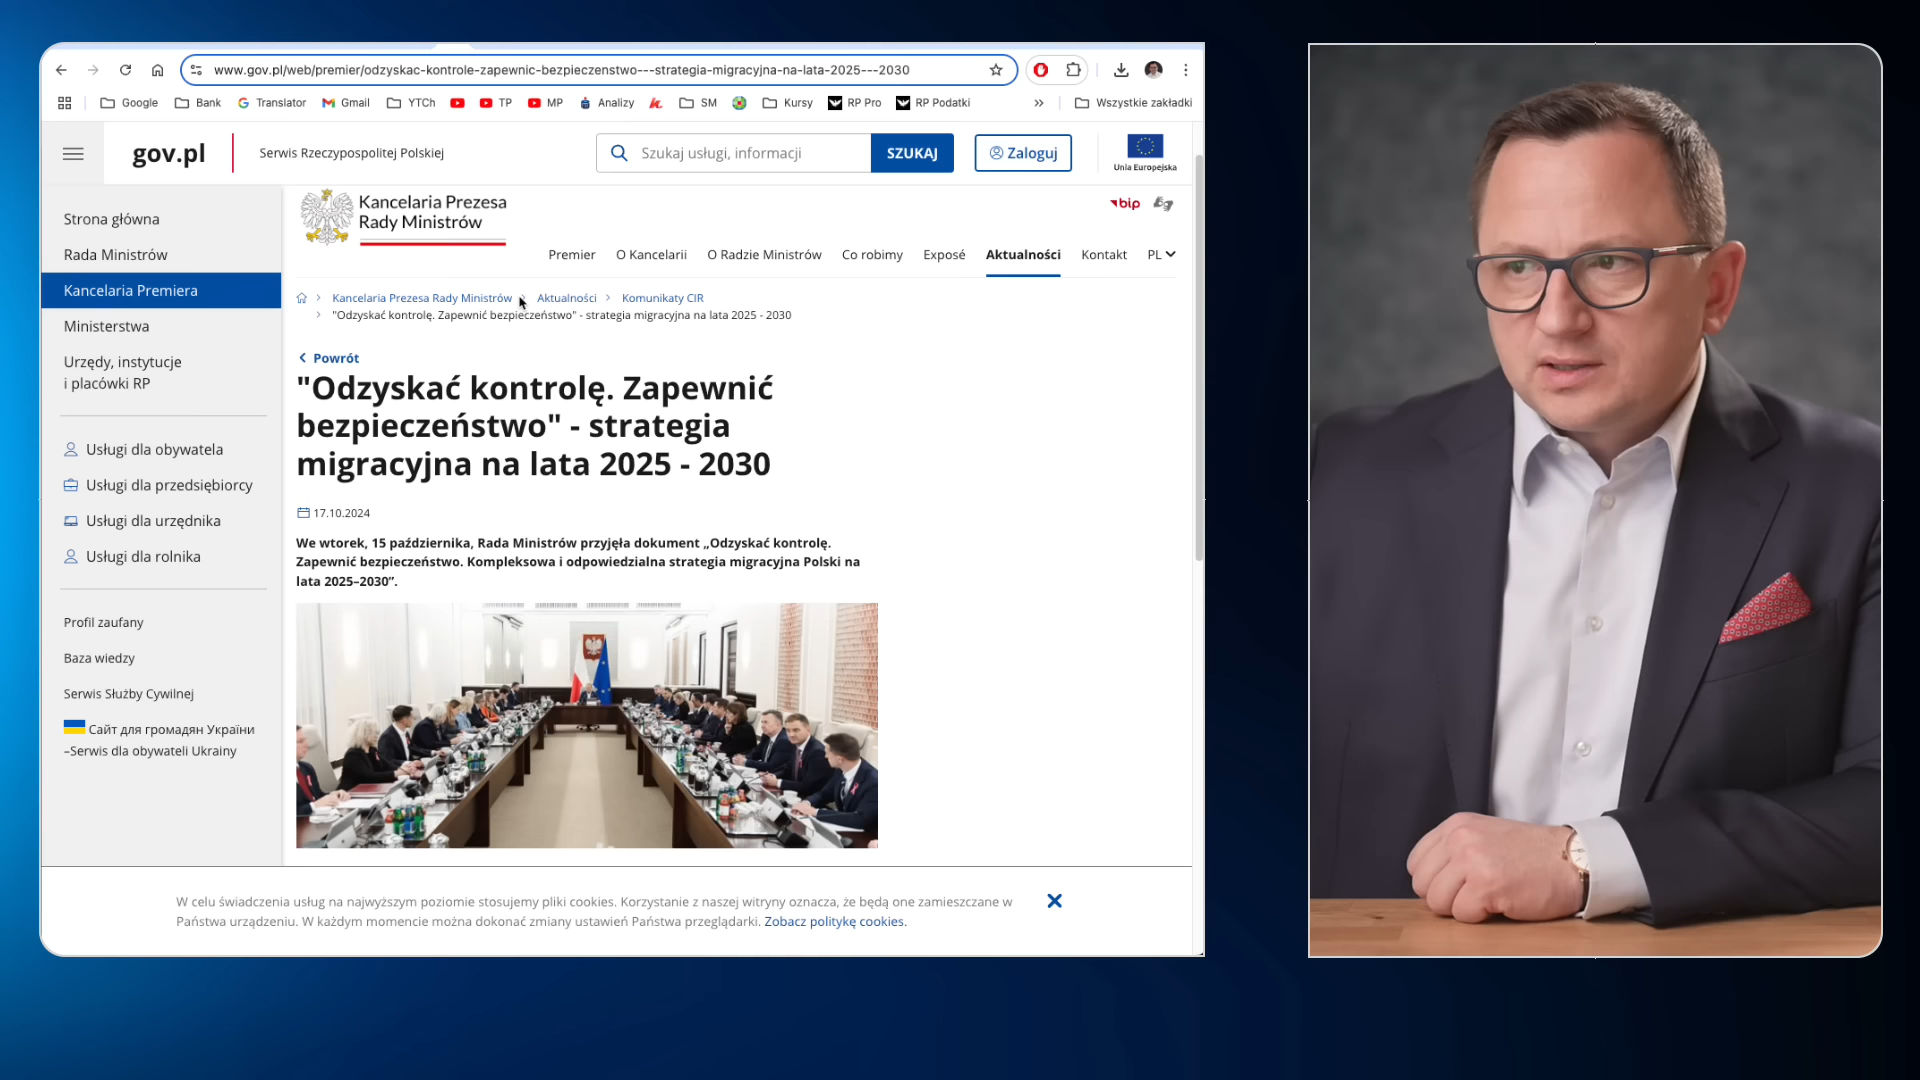 www.gov.pl/web/premier/odzyskac-kontrole-zapewnic-bezpieczenstwo---strategia-migracyjna-na-lata-2025---2030
Google
Bank
Translator
Gmail
YTCh
TP
MP
Analizy
SM
Kursy
RP Pro
RP Podatki
»
Wszystkie zakładki
gov.pl
Serwis Rzeczypospolitej Polskiej
Szukaj usługi, informacji
SZUKAJ
Zaloguj
Unia Europejska
Strona główna
Rada Ministrów
Kancelaria Premiera
Ministerstwa
Urzędy, instytucje
i placówki RP
Usługi dla obywatela
Usługi dla przedsiębiorcy
Usługi dla urzędnika
Usługi dla rolnika
Profil zaufany
Baza wiedzy
Serwis Służby Cywilnej
Сайт для громадян України
–Serwis dla obywateli Ukrainy
Kancelaria Prezesa
Rady Ministrów
bip
Premier
O Kancelarii
O Radzie Ministrów
Co robimy
Exposé
Aktualności
Kontakt
PL
Kancelaria Prezesa Rady Ministrów
Aktualności
Komunikaty CIR
"Odzyskać kontrolę. Zapewnić bezpieczeństwo" - strategia migracyjna na lata 2025 - 2030
Powrót
"Odzyskać kontrolę. Zapewnić
bezpieczeństwo" - strategia
migracyjna na lata 2025 - 2030
17.10.2024
We wtorek, 15 października, Rada Ministrów przyjęła dokument „Odzyskać kontrolę.
Zapewnić bezpieczeństwo. Kompleksowa i odpowiedzialna strategia migracyjna Polski na
lata 2025–2030”.
W celu świadczenia usług na najwyższym poziomie stosujemy pliki cookies. Korzystanie z naszej witryny oznacza, że będą one zamieszczane w
Państwa urządzeniu. W każdym momencie można dokonać zmiany ustawień Państwa przeglądarki. Zobacz politykę cookies.